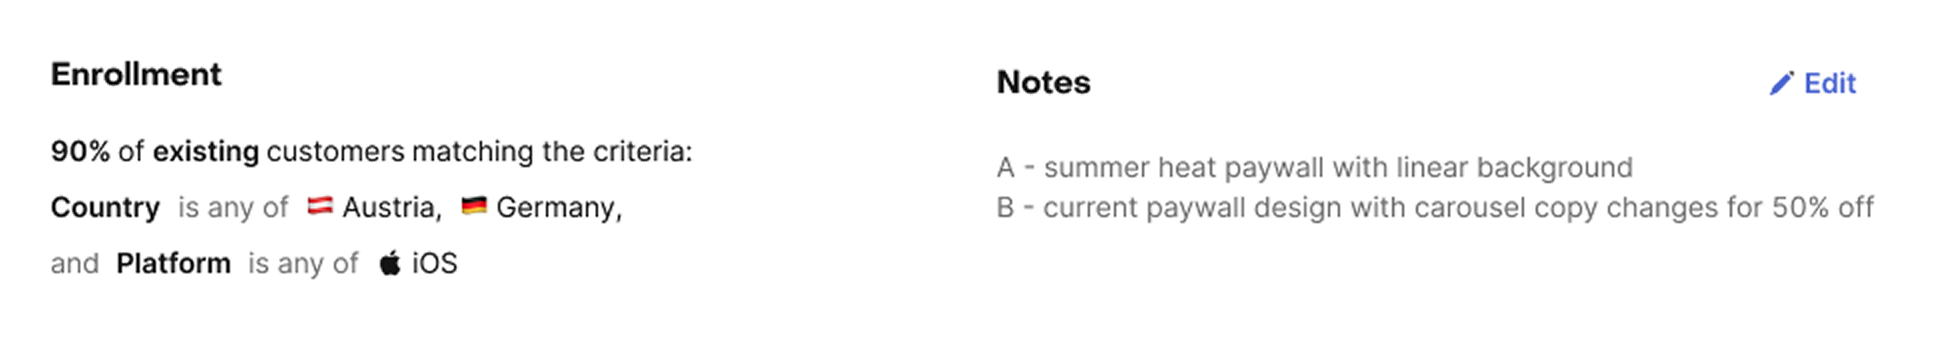 Enrollment
90% of existing customers matching the criteria:
Country is any of Austria, Germany,
and Platform is any of iOS
Notes
Edit
A - summer heat paywall with linear background
B - current paywall design with carousel copy changes for 50% off